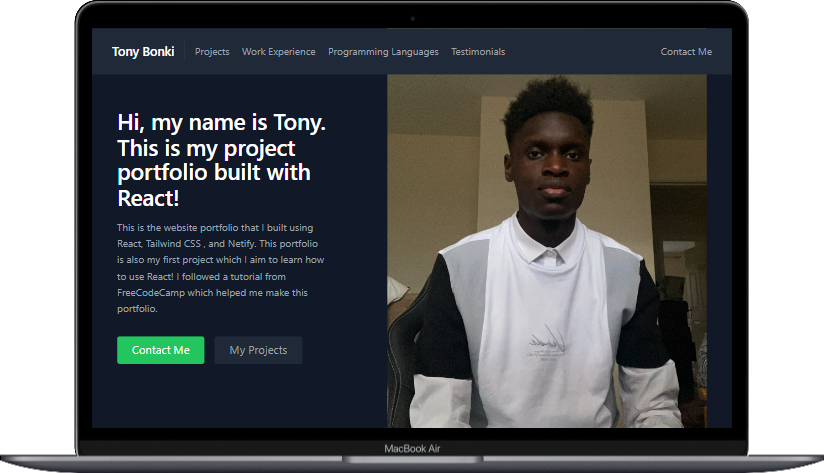 Tony Bonki Projects Work Experience Programming Languages Testimonials Contact Me
Hi, my name is Tony.
This is my project
portfolio built with
React!
This is the website portfolio that I built using
React, Tailwind CSS , and Netify. This portfolio
is also my first project which I aim to learn how
to use React! I followed a tutorial from
FreeCodeCamp which helped me make this
portfolio.
Contact Me My Projects
MacBook Air